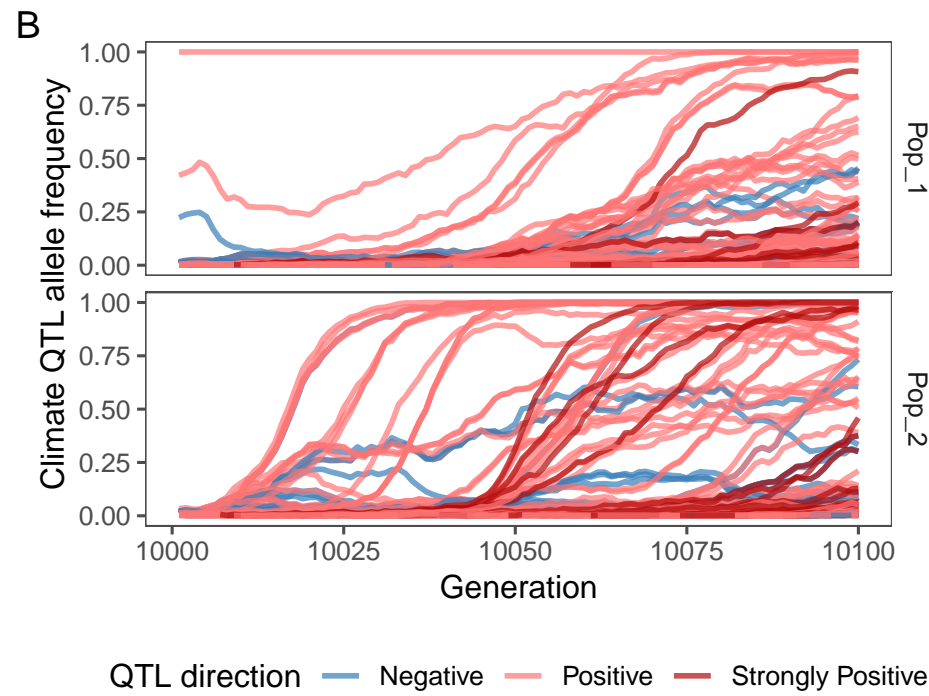 B
Climate QTL allele frequency
1.00
0.75
0.50
0.25
0.00
Pop_1
1.00
0.75
0.50
0.25
0.00
Pop_2
10000 10025 10050 10075 10100
Generation
QTL direction Negative Positive Strongly Positive